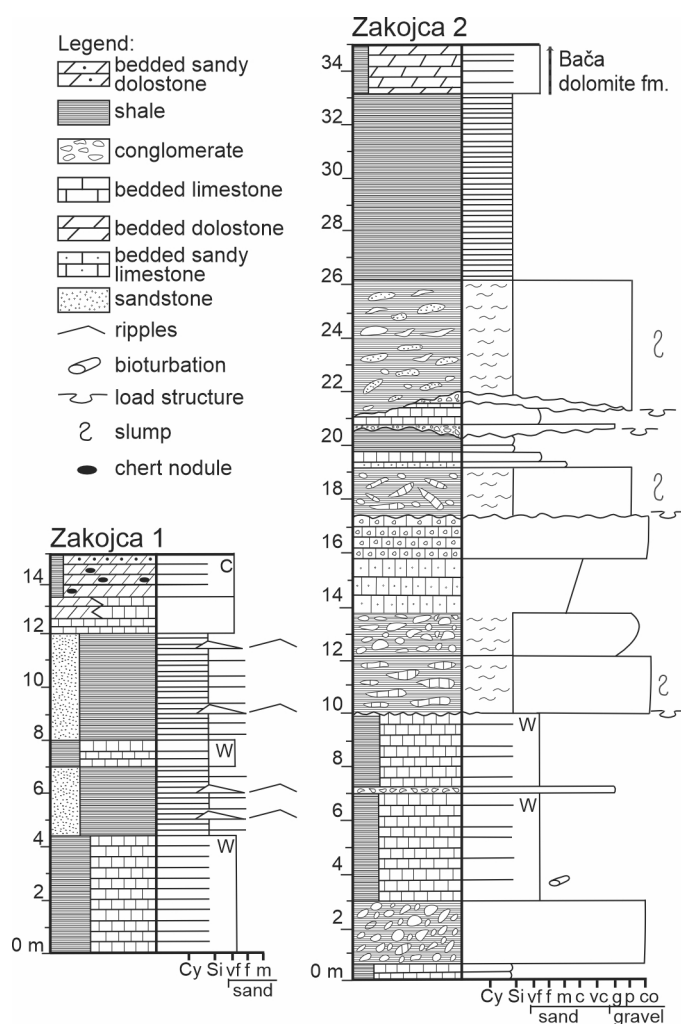 Zakojca 2
Legend:
bedded sandy
dolostone
shale
conglomerate
bedded limestone
bedded dolostone
bedded sandy
limestone
sandstone
ripples
bioturbation
load structure
slump
chert nodule
Bača
dolomite fm.
34
32
30
28
26
24
22
20
18
16
14
12
10
8
6
4
2
0 m
W
W
Cy Si vf f m c vc g p co
sand gravel
Zakojca 1
14
12
10
8
6
4
2
0 m
C
W
W
Cy Si vf f m
sand